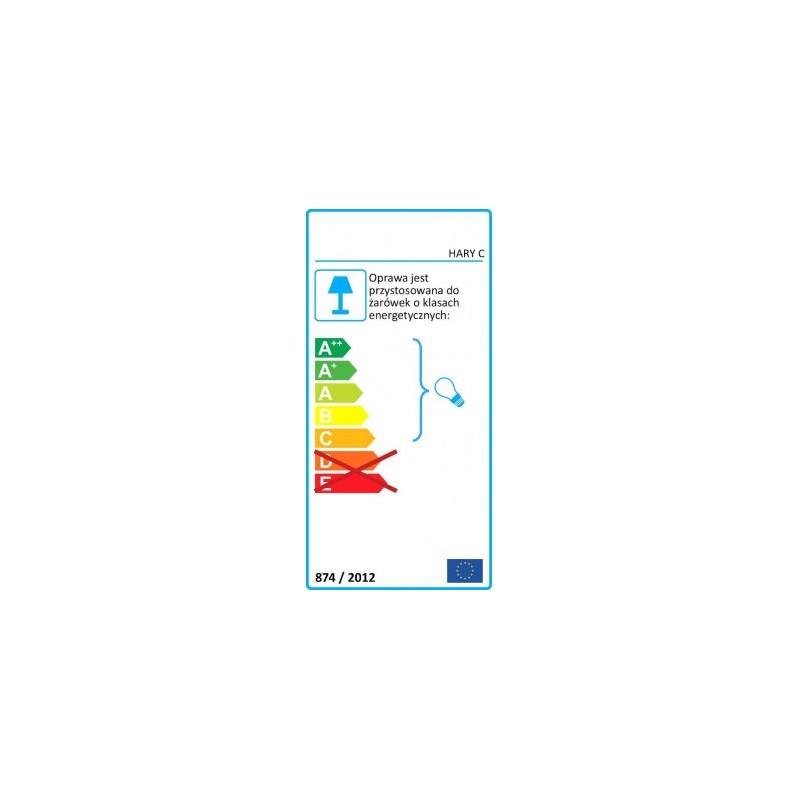 HARY C
Oprawa jest
przystosowana do
żarówek o klasach
energetycznych:
A++
A+
A
B
C
D
E
874 / 2012